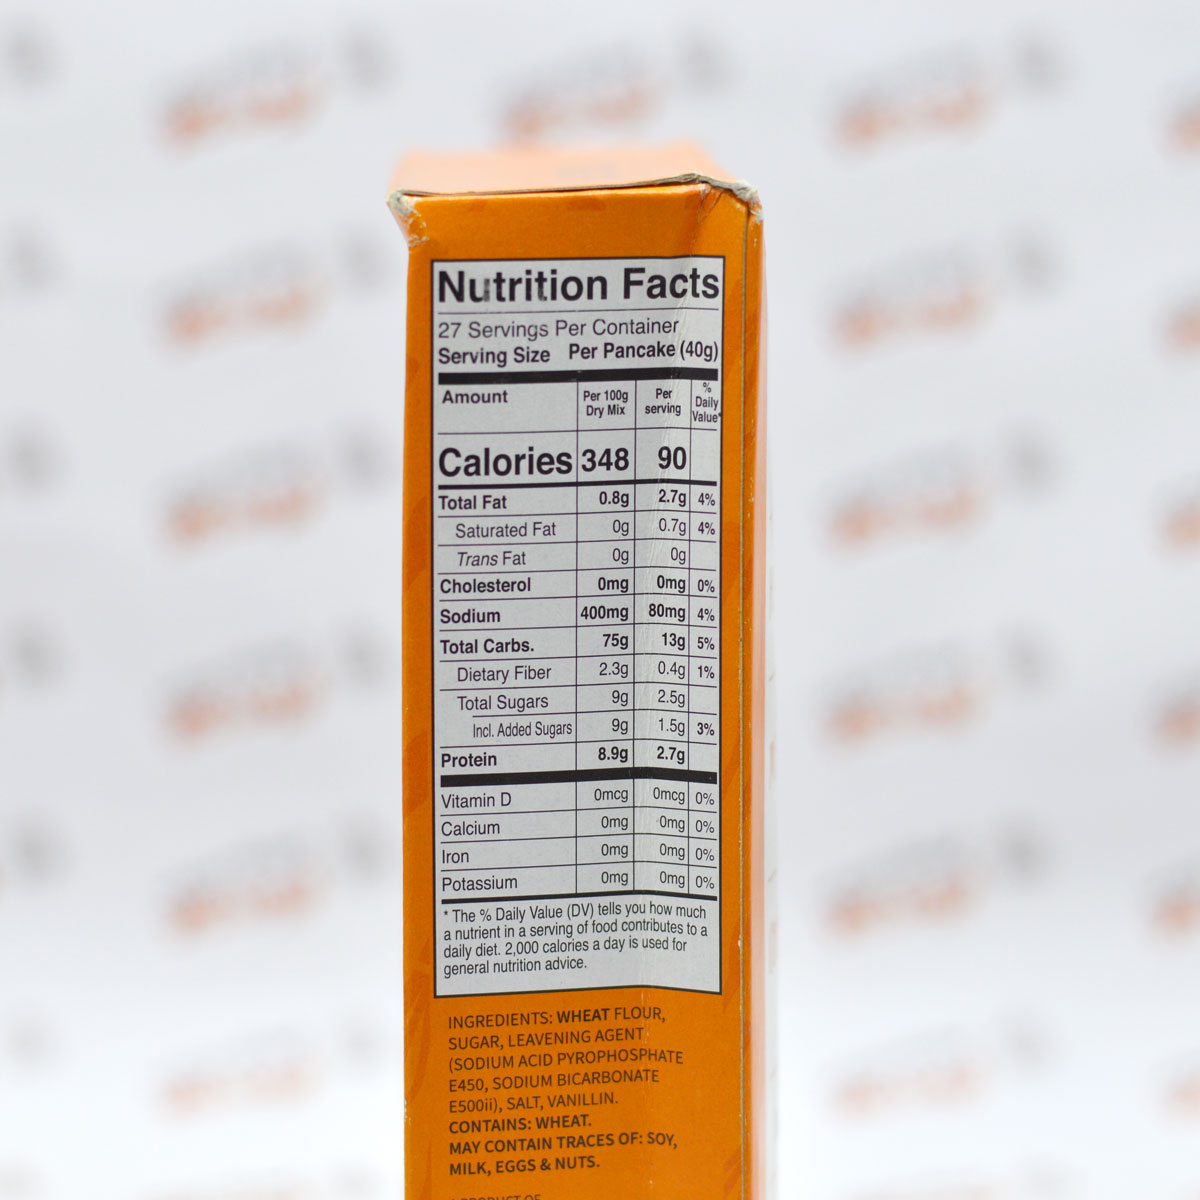 Nutrition Facts
27 Servings Per Container
Serving Size Per Pancake (40g)
Amount Per 100g Dry Mix Per serving % Daily Value*
Calories 348 90
Total Fat 0.8g 2.7g 4%
Saturated Fat 0g 0.7g 4%
Trans Fat 0g 0g
Cholesterol 0mg 0mg 0%
Sodium 400mg 80mg 4%
Total Carbs. 75g 13g 5%
Dietary Fiber 2.3g 0.4g 1%
Total Sugars 9g 2.5g
Incl. Added Sugars 9g 1.5g 3%
Protein 8.9g 2.7g
Vitamin D 0mcg 0mcg 0%
Calcium 0mg 0mg 0%
Iron 0mg 0mg 0%
Potassium 0mg 0mg 0%
* The % Daily Value (DV) tells you how much
a nutrient in a serving of food contributes to a
daily diet. 2,000 calories a day is used for
general nutrition advice.
INGREDIENTS: WHEAT FLOUR,
SUGAR, LEAVENING AGENT
(SODIUM ACID PYROPHOSPHATE
E450, SODIUM BICARBONATE
E500ii), SALT, VANILLIN.
CONTAINS: WHEAT.
MAY CONTAIN TRACES OF: SOY,
MILK, EGGS & NUTS.